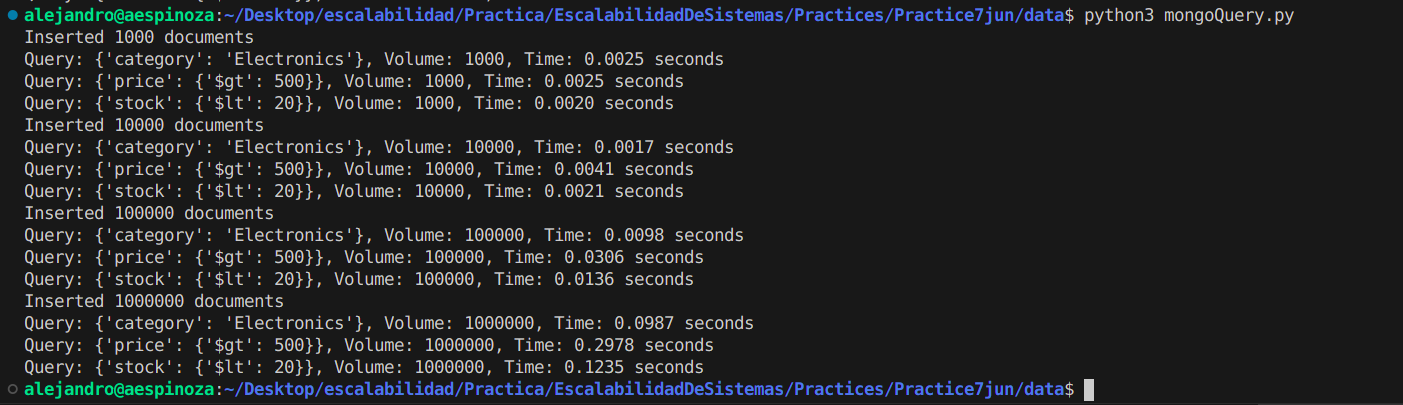 alejandro@aespinoza:~/Desktop/escalabilidad/Practica/EscalabilidadDeSistemas/Practices/Practice7jun/data$ python3 mongoQuery.py
Inserted 1000 documents
Query: {'category': 'Electronics'}, Volume: 1000, Time: 0.0025 seconds
Query: {'price': {'$gt': 500}}, Volume: 1000, Time: 0.0025 seconds
Query: {'stock': {'$lt': 20}}, Volume: 1000, Time: 0.0020 seconds
Inserted 10000 documents
Query: {'category': 'Electronics'}, Volume: 10000, Time: 0.0017 seconds
Query: {'price': {'$gt': 500}}, Volume: 10000, Time: 0.0041 seconds
Query: {'stock': {'$lt': 20}}, Volume: 10000, Time: 0.0021 seconds
Inserted 100000 documents
Query: {'category': 'Electronics'}, Volume: 100000, Time: 0.0098 seconds
Query: {'price': {'$gt': 500}}, Volume: 100000, Time: 0.0306 seconds
Query: {'stock': {'$lt': 20}}, Volume: 100000, Time: 0.0136 seconds
Inserted 1000000 documents
Query: {'category': 'Electronics'}, Volume: 1000000, Time: 0.0987 seconds
Query: {'price': {'$gt': 500}}, Volume: 1000000, Time: 0.2978 seconds
Query: {'stock': {'$lt': 20}}, Volume: 1000000, Time: 0.1235 seconds
alejandro@aespinoza:~/Desktop/escalabilidad/Practica/EscalabilidadDeSistemas/Practices/Practice7jun/data$